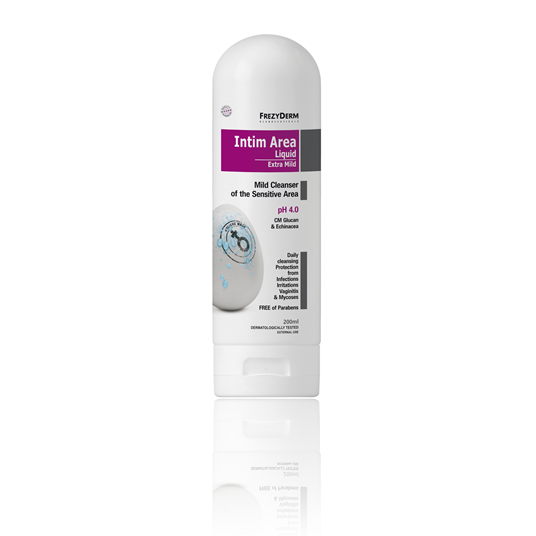 FREZYDERM
Intim Area
Liquid
Extra Mild
Mild Cleanser
of the Sensitive Area
pH 4.0
CM Glucan
& Echinacea
Daily
cleansing
Protection
from
Infections
Irritations
Vaginitis
& Mycoses
FREE of Parabens
200ml
DERMATOLOGICALLY TESTED
EXTERNAL USE